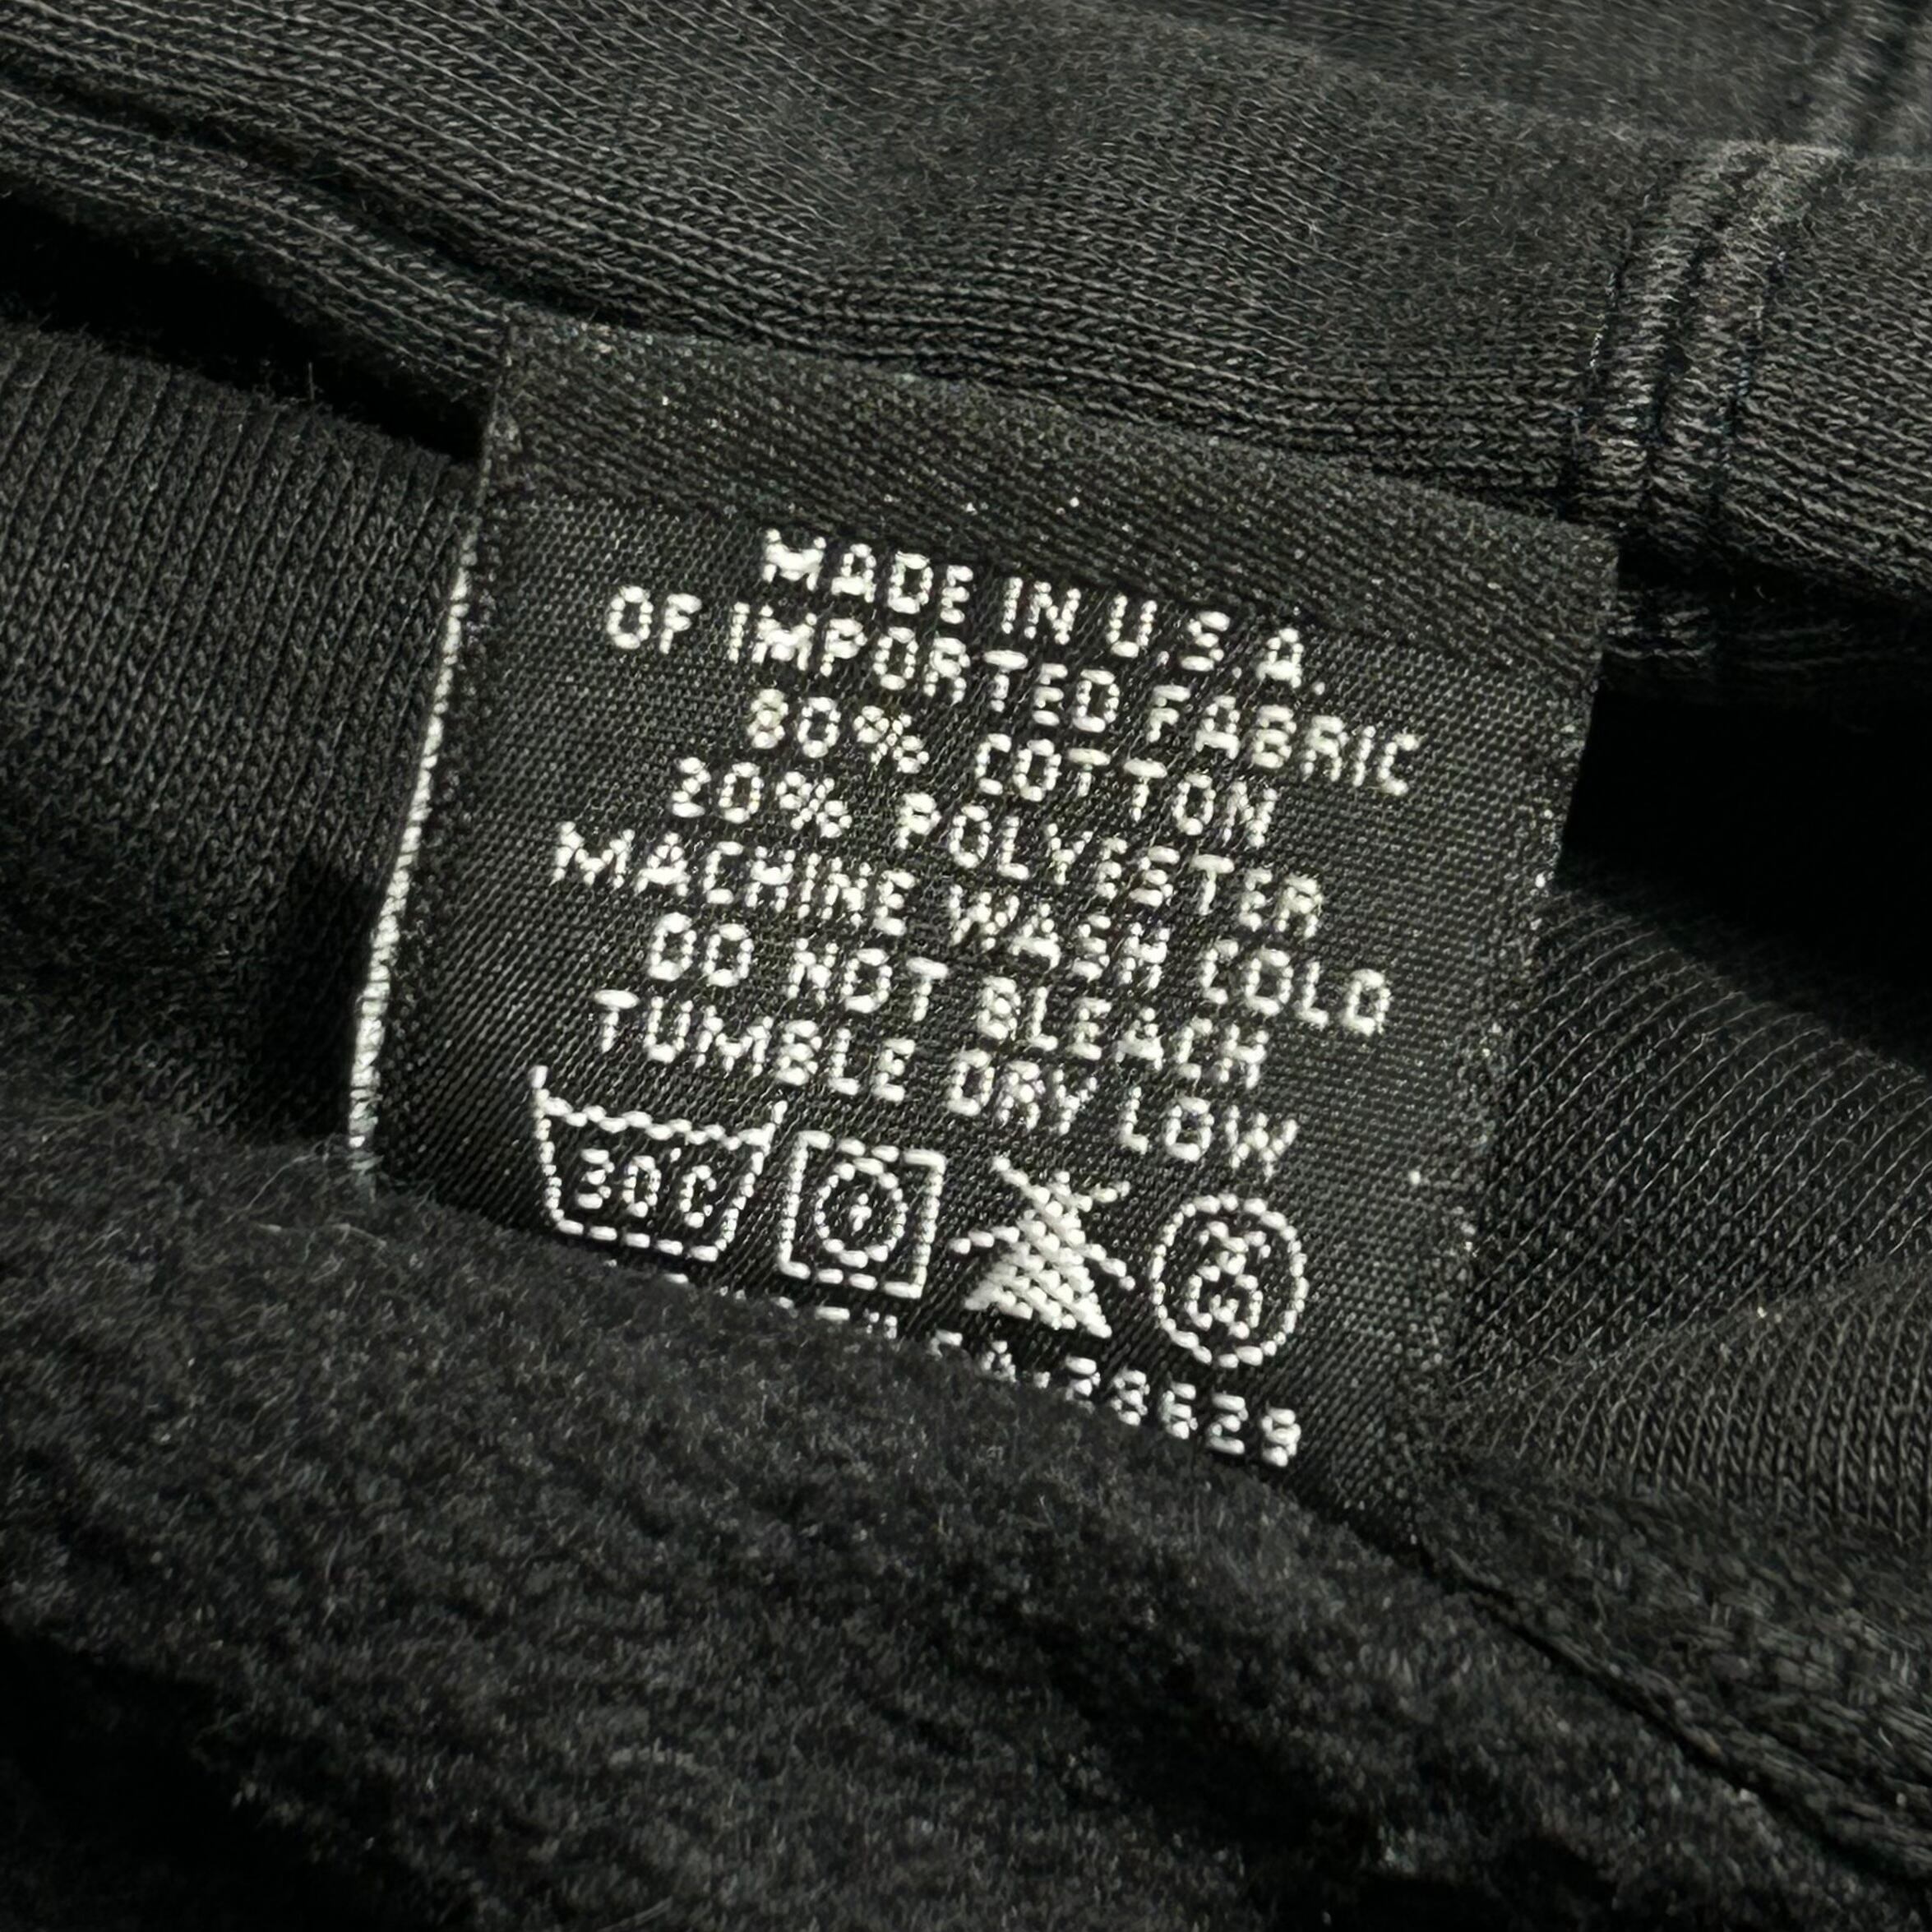 MADE IN U.S.A.
OF IMPORTED FABRIC
80% COTTON
20% POLYESTER
MACHINE WASH COLD
DO NOT BLEACH
TUMBLE DRY LOW
30°C